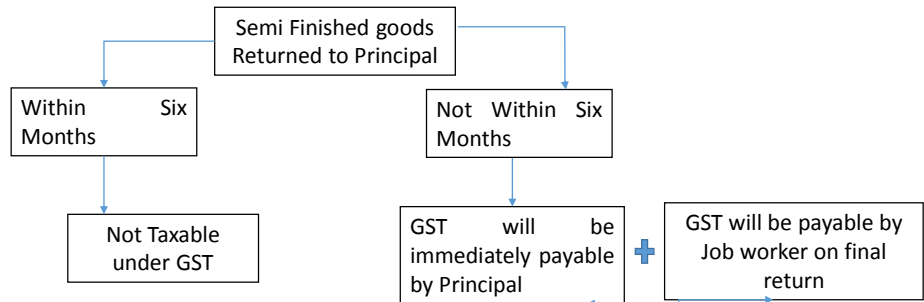 Semi Finished goods
Returned to Principal
Within Six
Months
Not Within Six
Months
Not Taxable
under GST
GST will be
immediately payable
by Principal
GST will be payable by
Job worker on final
return